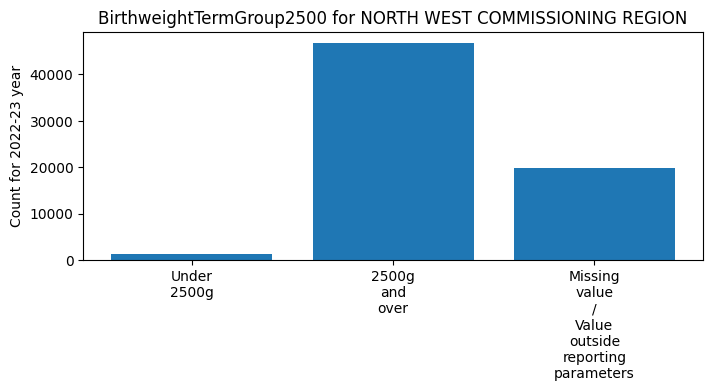 BirthweightTermGroup2500 for NORTH WEST COMMISSIONING REGION
Count for 2022-23 year
40000
30000
20000
10000
0
Under
2500g
2500g
and
over
Missing
value
/
Value
outside
reporting
parameters